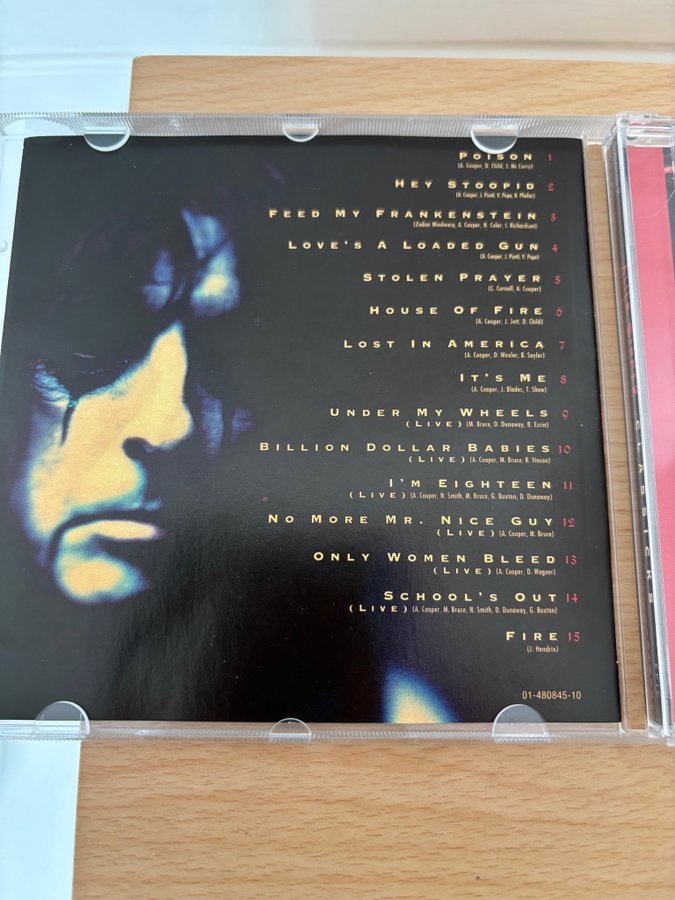 POISON 1
(A. Cooper, D. Child, J. Mc Curry)
HEY STOOPID 2
(A. Cooper, J. Ponti, V. Pepe, B. Pfeifer)
FEED MY FRANKENSTEIN 3
(Zodiac Mindwarp, A. Cooper, N. Coler, I. Richardson)
LOVE'S A LOADED GUN 4
(A. Cooper, J. Ponti, V. Pepe)
STOLEN PRAYER 5
(C. Cornell, A. Cooper)
HOUSE OF FIRE 6
(A. Cooper, J. Jett, D. Child)
LOST IN AMERICA 7
(A. Cooper, D. Wexler, B. Saylor)
IT'S ME 8
(A. Cooper, J. Blades, T. Shaw)
UNDER MY WHEELS 9
(LIVE) (M. Bruce, D. Dunaway, B. Ezrin)
BILLION DOLLAR BABIES 10
(LIVE) (A. Cooper, M. Bruce, R. Vinson)
I'M EIGHTEEN 11
(LIVE) (A. Cooper, N. Smith, M. Bruce, G. Buxton, D. Dunaway)
NO MORE MR. NICE GUY 12
(LIVE) (A. Cooper, M. Bruce)
ONLY WOMEN BLEED 13
(LIVE) (A. Cooper, D. Wagner)
SCHOOL'S OUT 14
(LIVE) (A. Cooper, M. Bruce, N. Smith, D. Dunaway, G. Buxton)
FIRE 15
(J. Hendrix)
01-480845-10
CLASSICKS